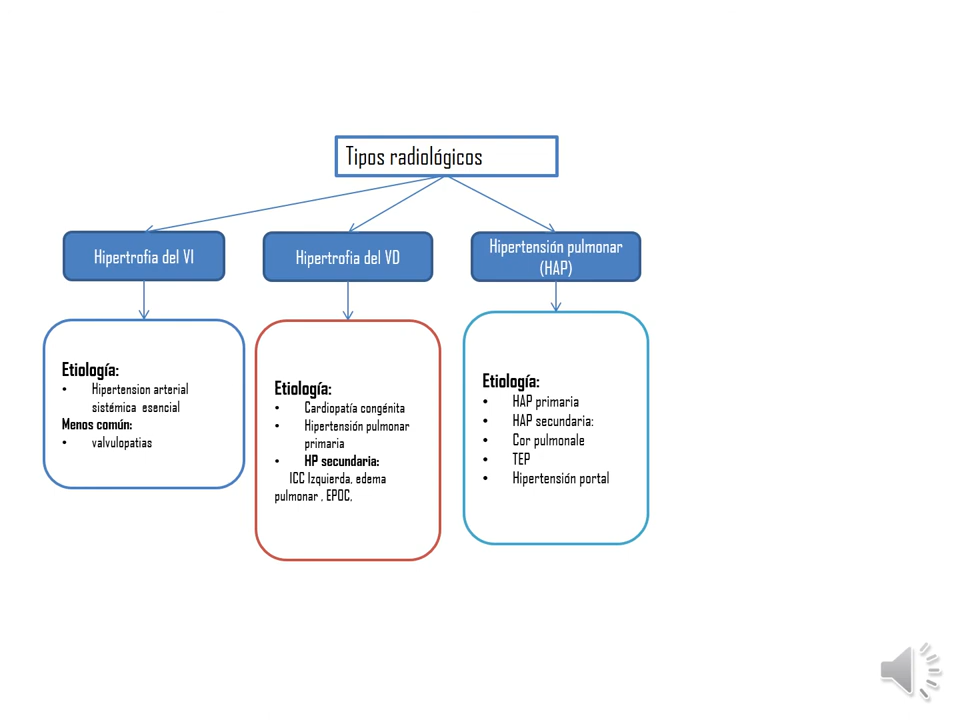 Tipos radiológicos
Hipertrofia del VI
Hipertrofia del VD
Hipertensión pulmonar
(HAP)
Etiología:
• Hipertension arterial
sistémica esencial
Menos común:
• valvulopatias
Etiología:
• Cardiopatía congénita
• Hipertensión pulmonar
primaria
• HP secundaria:
ICC Izquierda, edema
pulmonar , EPOC,
Etiología:
• HAP primaria
• HAP secundaria:
• Cor pulmonale
• TEP
• Hipertensión portal